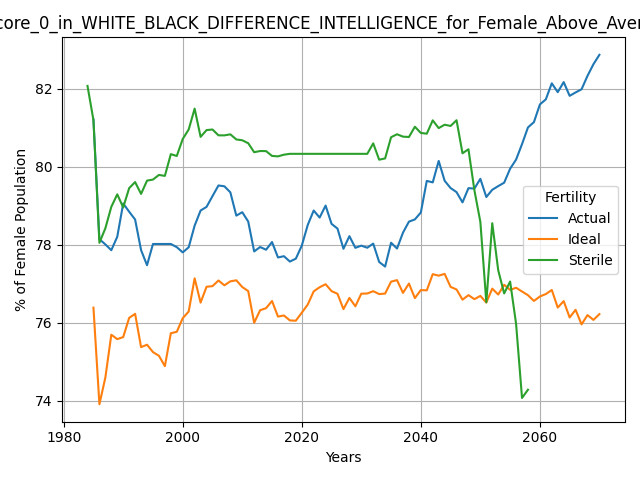 core_0_in_WHITE_BLACK_DIFFERENCE_INTELLIGENCE_for_Female_Above_Aver
82
80
78
76
74
% of Female Population
Fertility
Actual
Ideal
Sterile
1980
2000
2020
2040
2060
Years